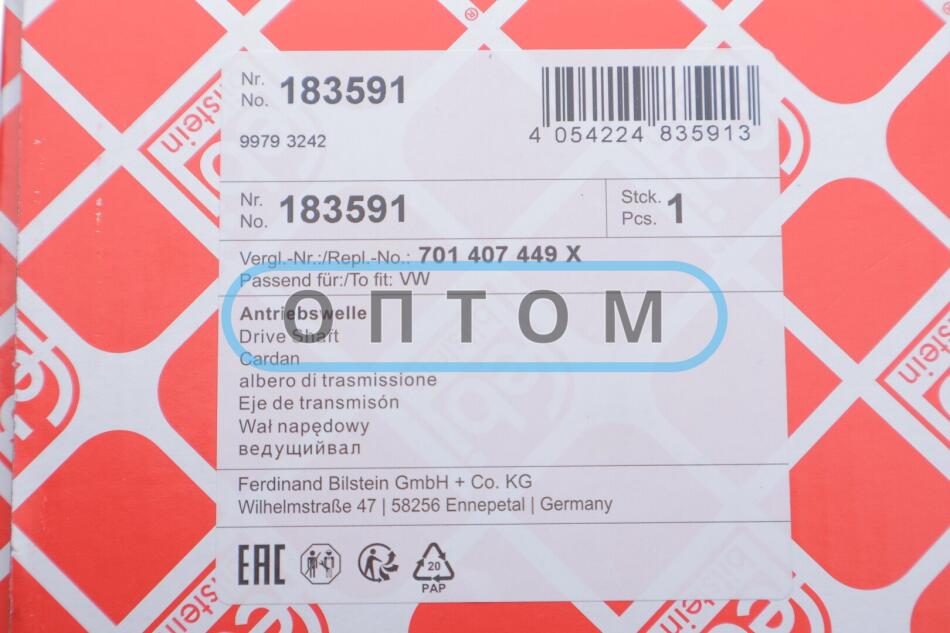 Nr.
No. 183591
9979 3242
4 054224 835913
Nr.
No. 183591
Stck.
Pcs. 1
Vergl.-Nr.:/Repl.-No.: 701 407 449 X
Passend für:/To fit: VW
ОПТОМ
Antriebswelle
Drive Shaft
Cardan
albero di trasmissione
Eje de transmisón
Wał napędowy
ведущийвал
Ferdinand Bilstein GmbH + Co. KG
Wilhelmstraße 47 | 58256 Ennepetal | Germany
EAC
20
PAP
bilstein